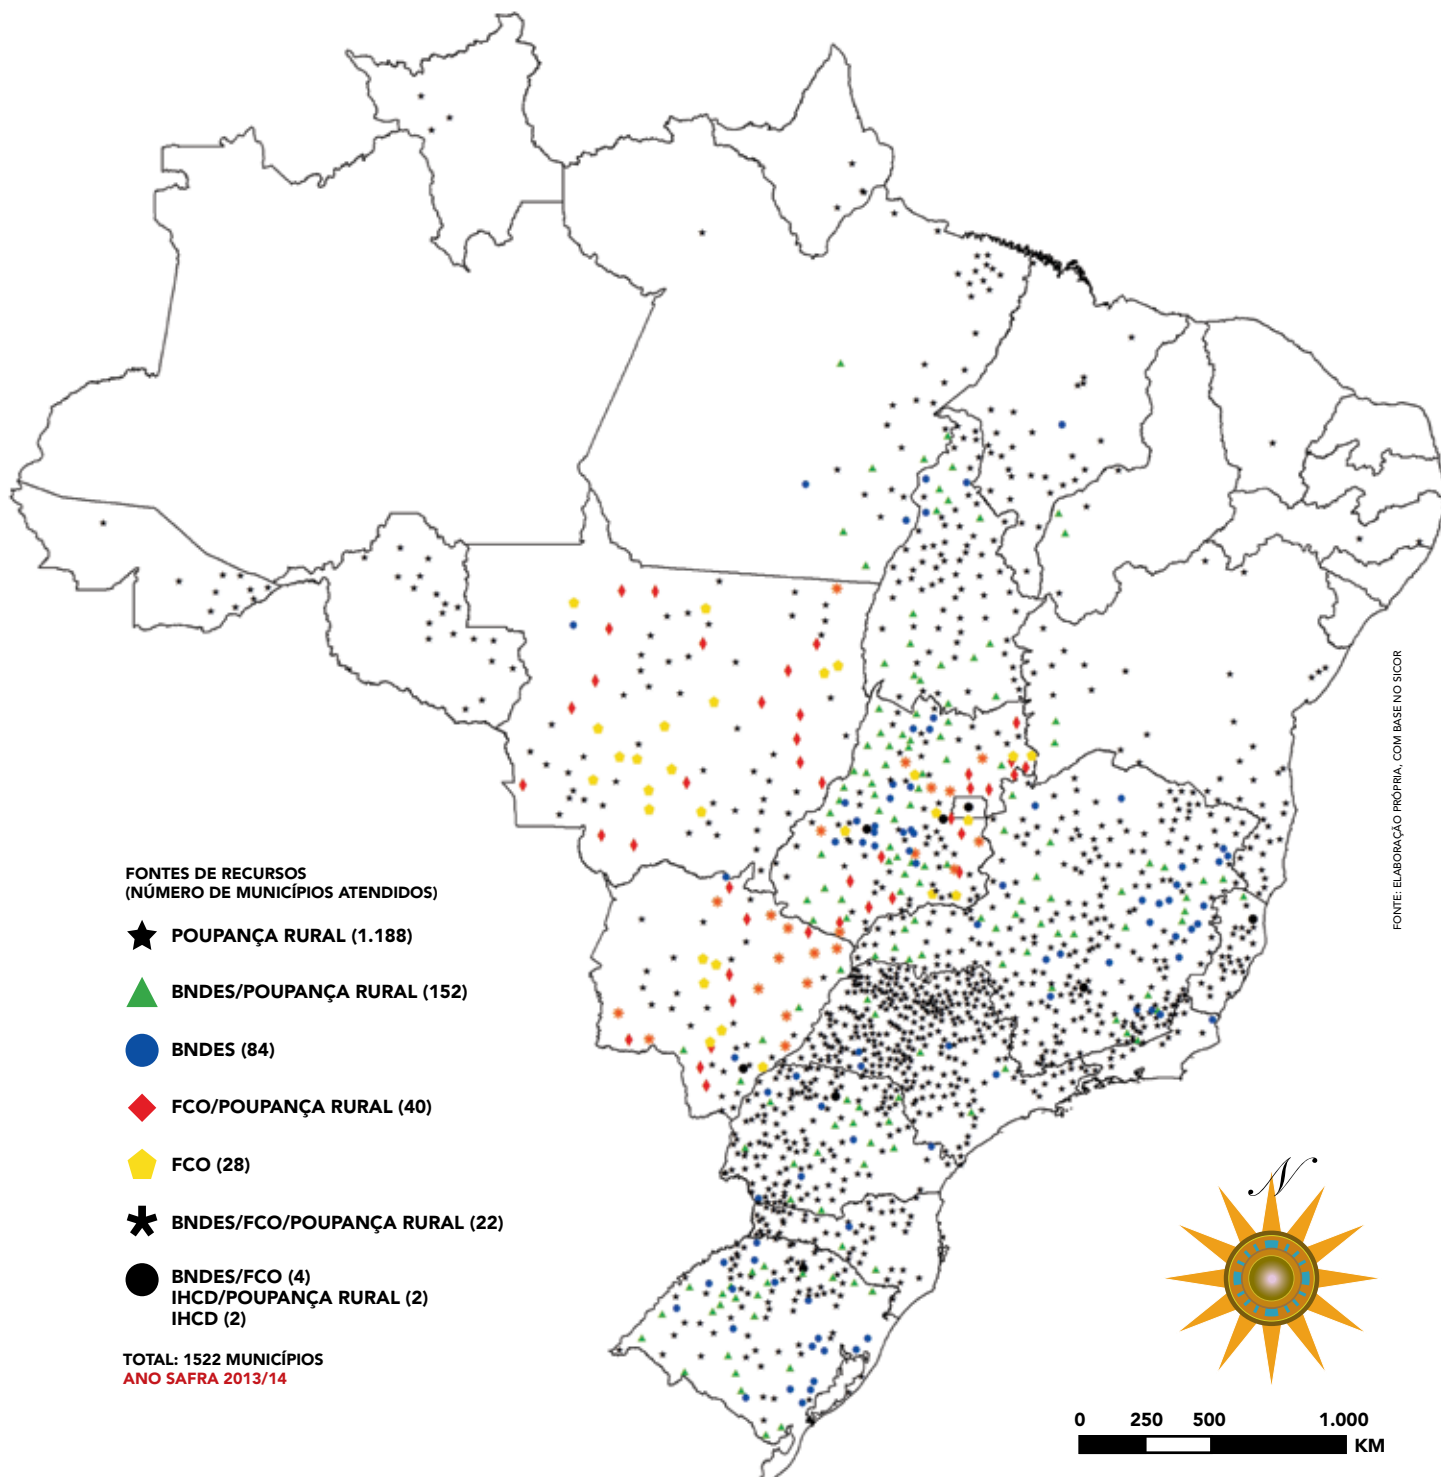 FONTES DE RECURSOS
(NÚMERO DE MUNICÍPIOS ATENDIDOS)
POUPANÇA RURAL (1.188)
BNDES/POUPANÇA RURAL (152)
BNDES (84)
FCO/POUPANÇA RURAL (40)
FCO (28)
BNDES/FCO/POUPANÇA RURAL (22)
BNDES/FCO (4)
IHCD/POUPANÇA RURAL (2)
IHCD (2)
TOTAL: 1522 MUNICÍPIOS
ANO SAFRA 2013/14
FONTE: ELABORAÇÃO PRÓPRIA, COM BASE NO SICOR
N
0 250 500 1.000
KM